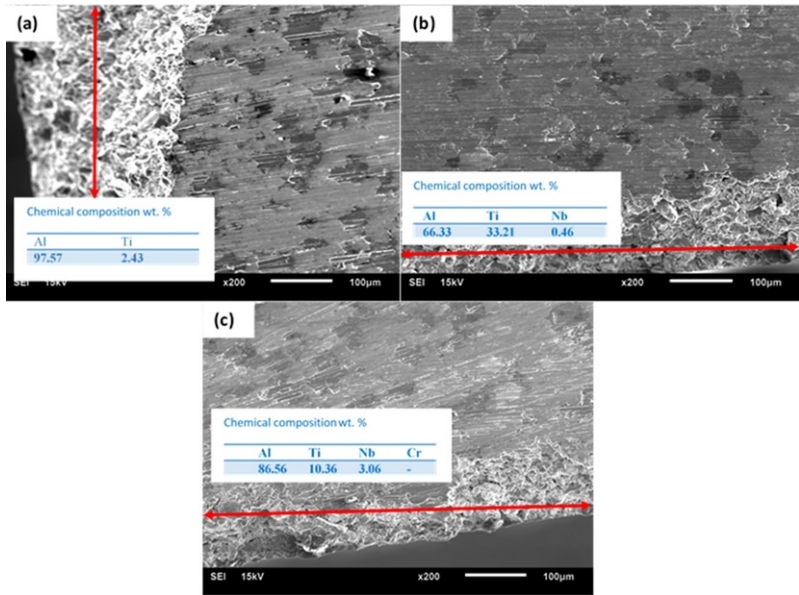 (a)
Chemical composition wt. %
Al Ti
97.57 2.43
SEI 15kV x200 100µm
(b)
Chemical composition wt. %
Al Ti Nb
66.33 33.21 0.46
SEI 15kV x200 100µm
(c)
Chemical composition wt. %
Al Ti Nb Cr
86.56 10.36 3.06 -
SEI 15kV x200 100µm